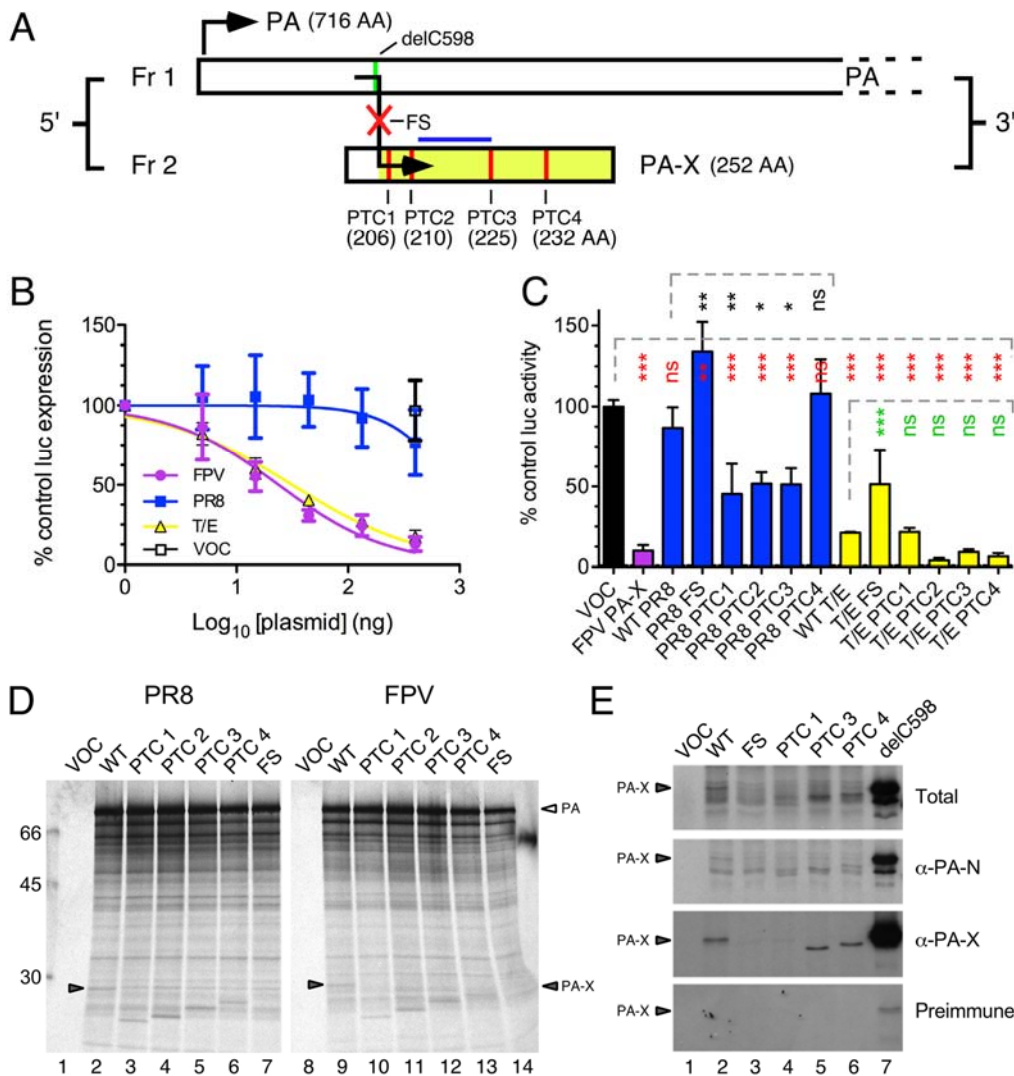 A
PA (716 AA)
delC598
Fr 1
PA
5'
FS
3'
Fr 2
PA-X (252 AA)
PTC1 PTC2 PTC3 PTC4
(206) (210) (225) (232 AA)
B
% control luc expression
150
100
50
0
FPV
PR8
T/E
VOC
0 1 2 3
Log10 [plasmid] (ng)
C
% control luc activity
150
100
50
0
** ** * * ns
*** ns ** *** *** *** ns *** *** *** *** *** ***
*** ns ns ns ns
VOC
FPV PA-X
WT PR8
PR8 FS
PR8 PTC1
PR8 PTC2
PR8 PTC3
PR8 PTC4
WT T/E
T/E FS
T/E PTC1
T/E PTC2
T/E PTC3
T/E PTC4
D
PR8 FPV
VOC WT PTC 1 PTC 2 PTC 3 PTC 4 FS
VOC WT PTC1 PTC2 PTC 3 PTC4 FS
PA
66
45
30
PA-X
1 2 3 4 5 6 7 8 9 10 11 12 13 14
E
VOC WT FS PTC 1 PTC 3 PTC 4 delC598
PA-X Total
PA-X α-PA-N
PA-X α-PA-X
PA-X Preimmune
1 2 3 4 5 6 7